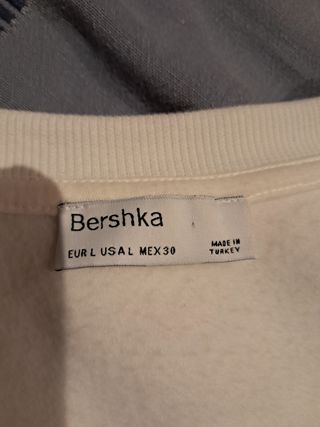 Bershka
EUR L USA L MEX 30
MADE IN
TURKEY